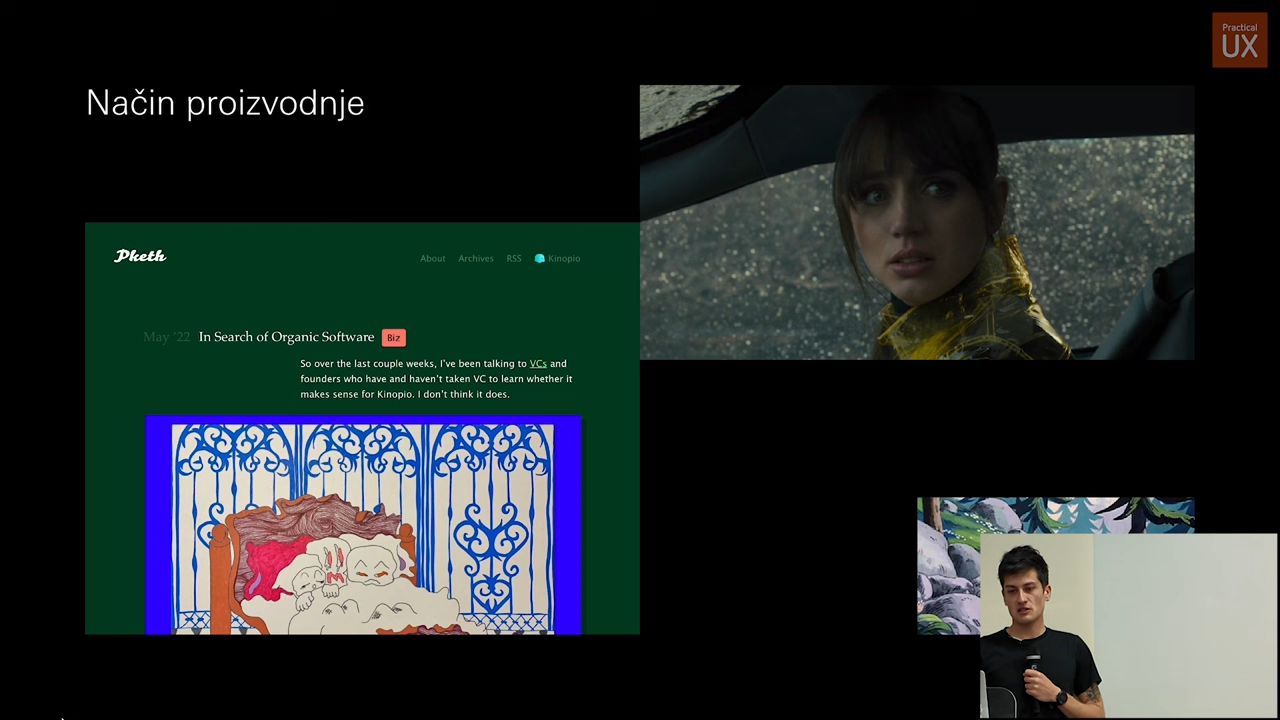 Practical
UX
Način proizvodnje
Pketh
About Archives RSS Kinopio
May '22 In Search of Organic Software Biz
So over the last couple weeks, I've been talking to VCs and
founders who have and haven't taken VC to learn whether it
makes sense for Kinopio. I don't think it does.